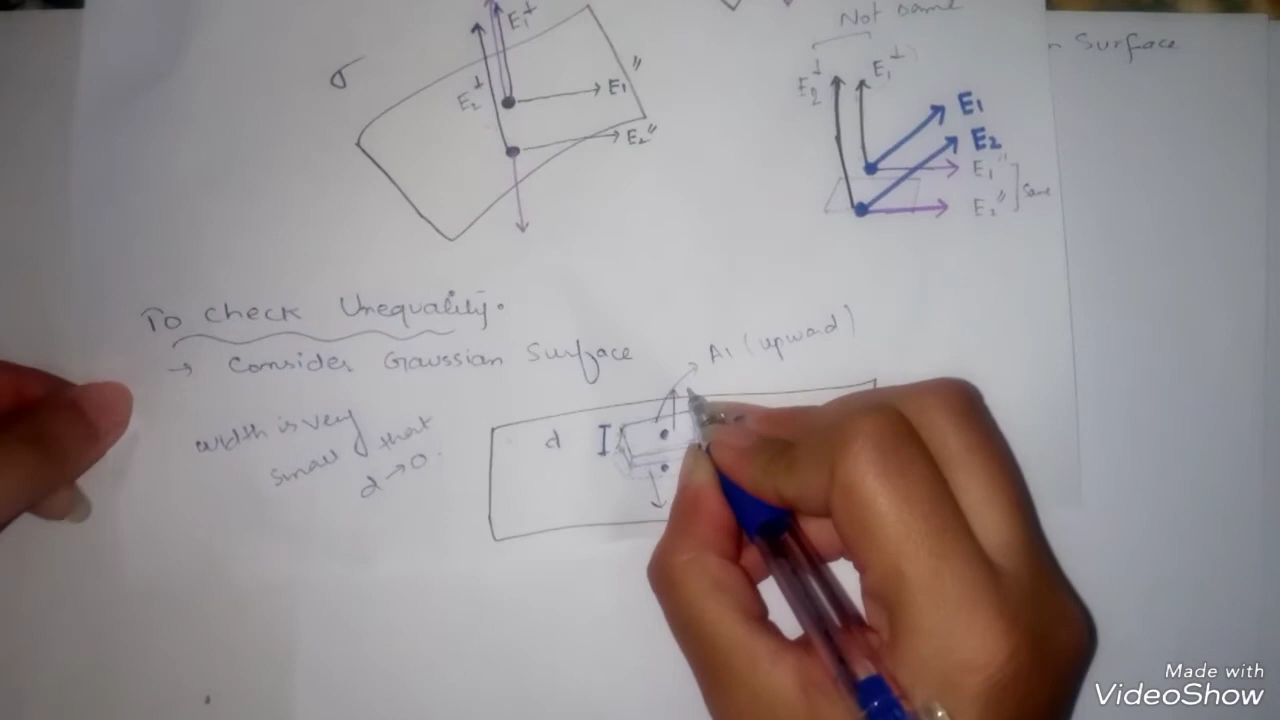 Not same
n Surface
σ
E1⊥
E2⊥
E1"
E2"
E2⊥
E1⊥
E1
E2
E1"
E2"
Same
To check Unequality.
→ Consider Gaussian Surface
A1 (upward)
width is very
small that
d→0.
d
Made with
VideoShow